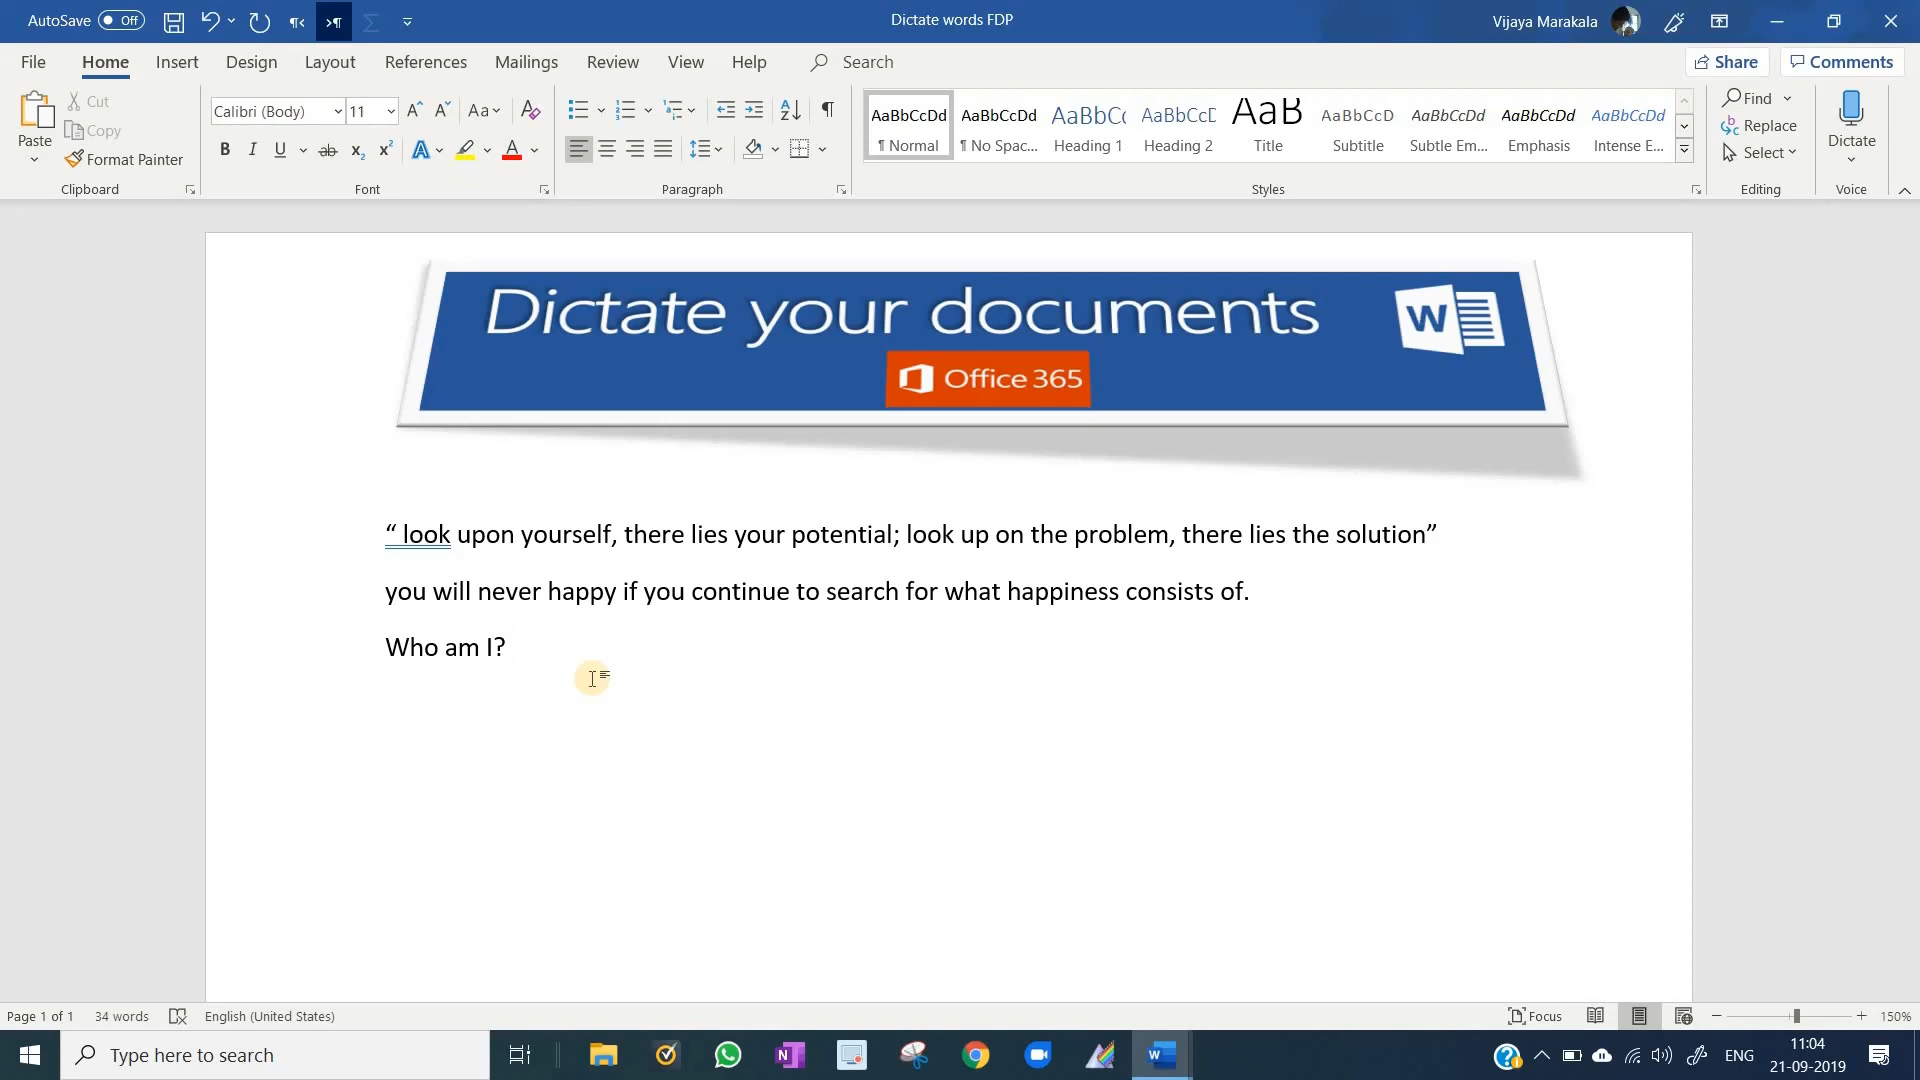 AutoSave Off
Dictate words FDP
Vijaya Marakala
File Home Insert Design Layout References Mailings Review View Help Search
Share Comments
Paste
Cut
Copy
Format Painter
Clipboard
Calibri (Body) 11
Font
Paragraph
AaBbCcDd AaBbCcDd AaBbCc AaBbCcD AaB AaBbCcD AaBbCcDd AaBbCcDd AaBbCcDd
¶ Normal ¶ No Spac... Heading 1 Heading 2 Title Subtitle Subtle Em... Emphasis Intense E...
Styles
Find
Replace
Select
Editing
Dictate
Voice
Dictate your documents
W
Office 365
“ look upon yourself, there lies your potential; look up on the problem, there lies the solution”
you will never happy if you continue to search for what happiness consists of.
Who am I?
Page 1 of 1 34 words English (United States)
Focus 150%
Type here to search
ENG
11:04
21-09-2019